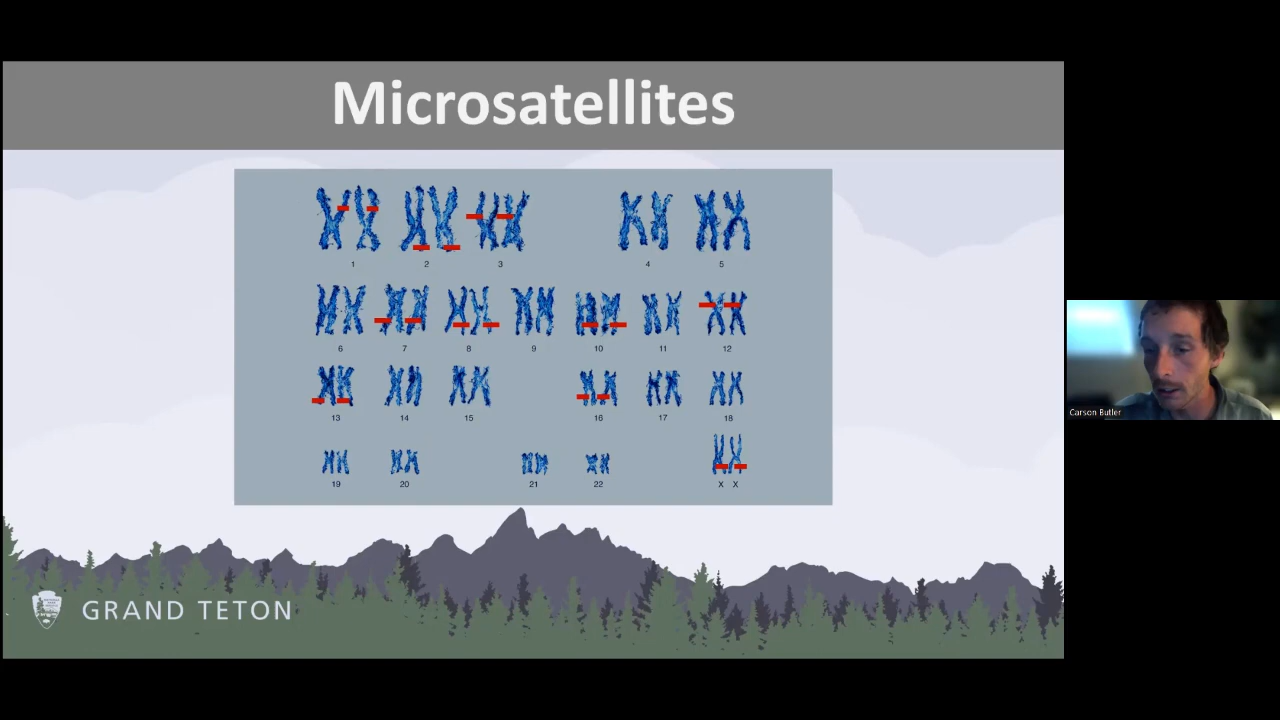 Microsatellites
1 2 3 4 5
6 7 8 9 10 11 12
13 14 15 16 17 18
19 20 21 22 X X
GRAND TETON
Carson Butler